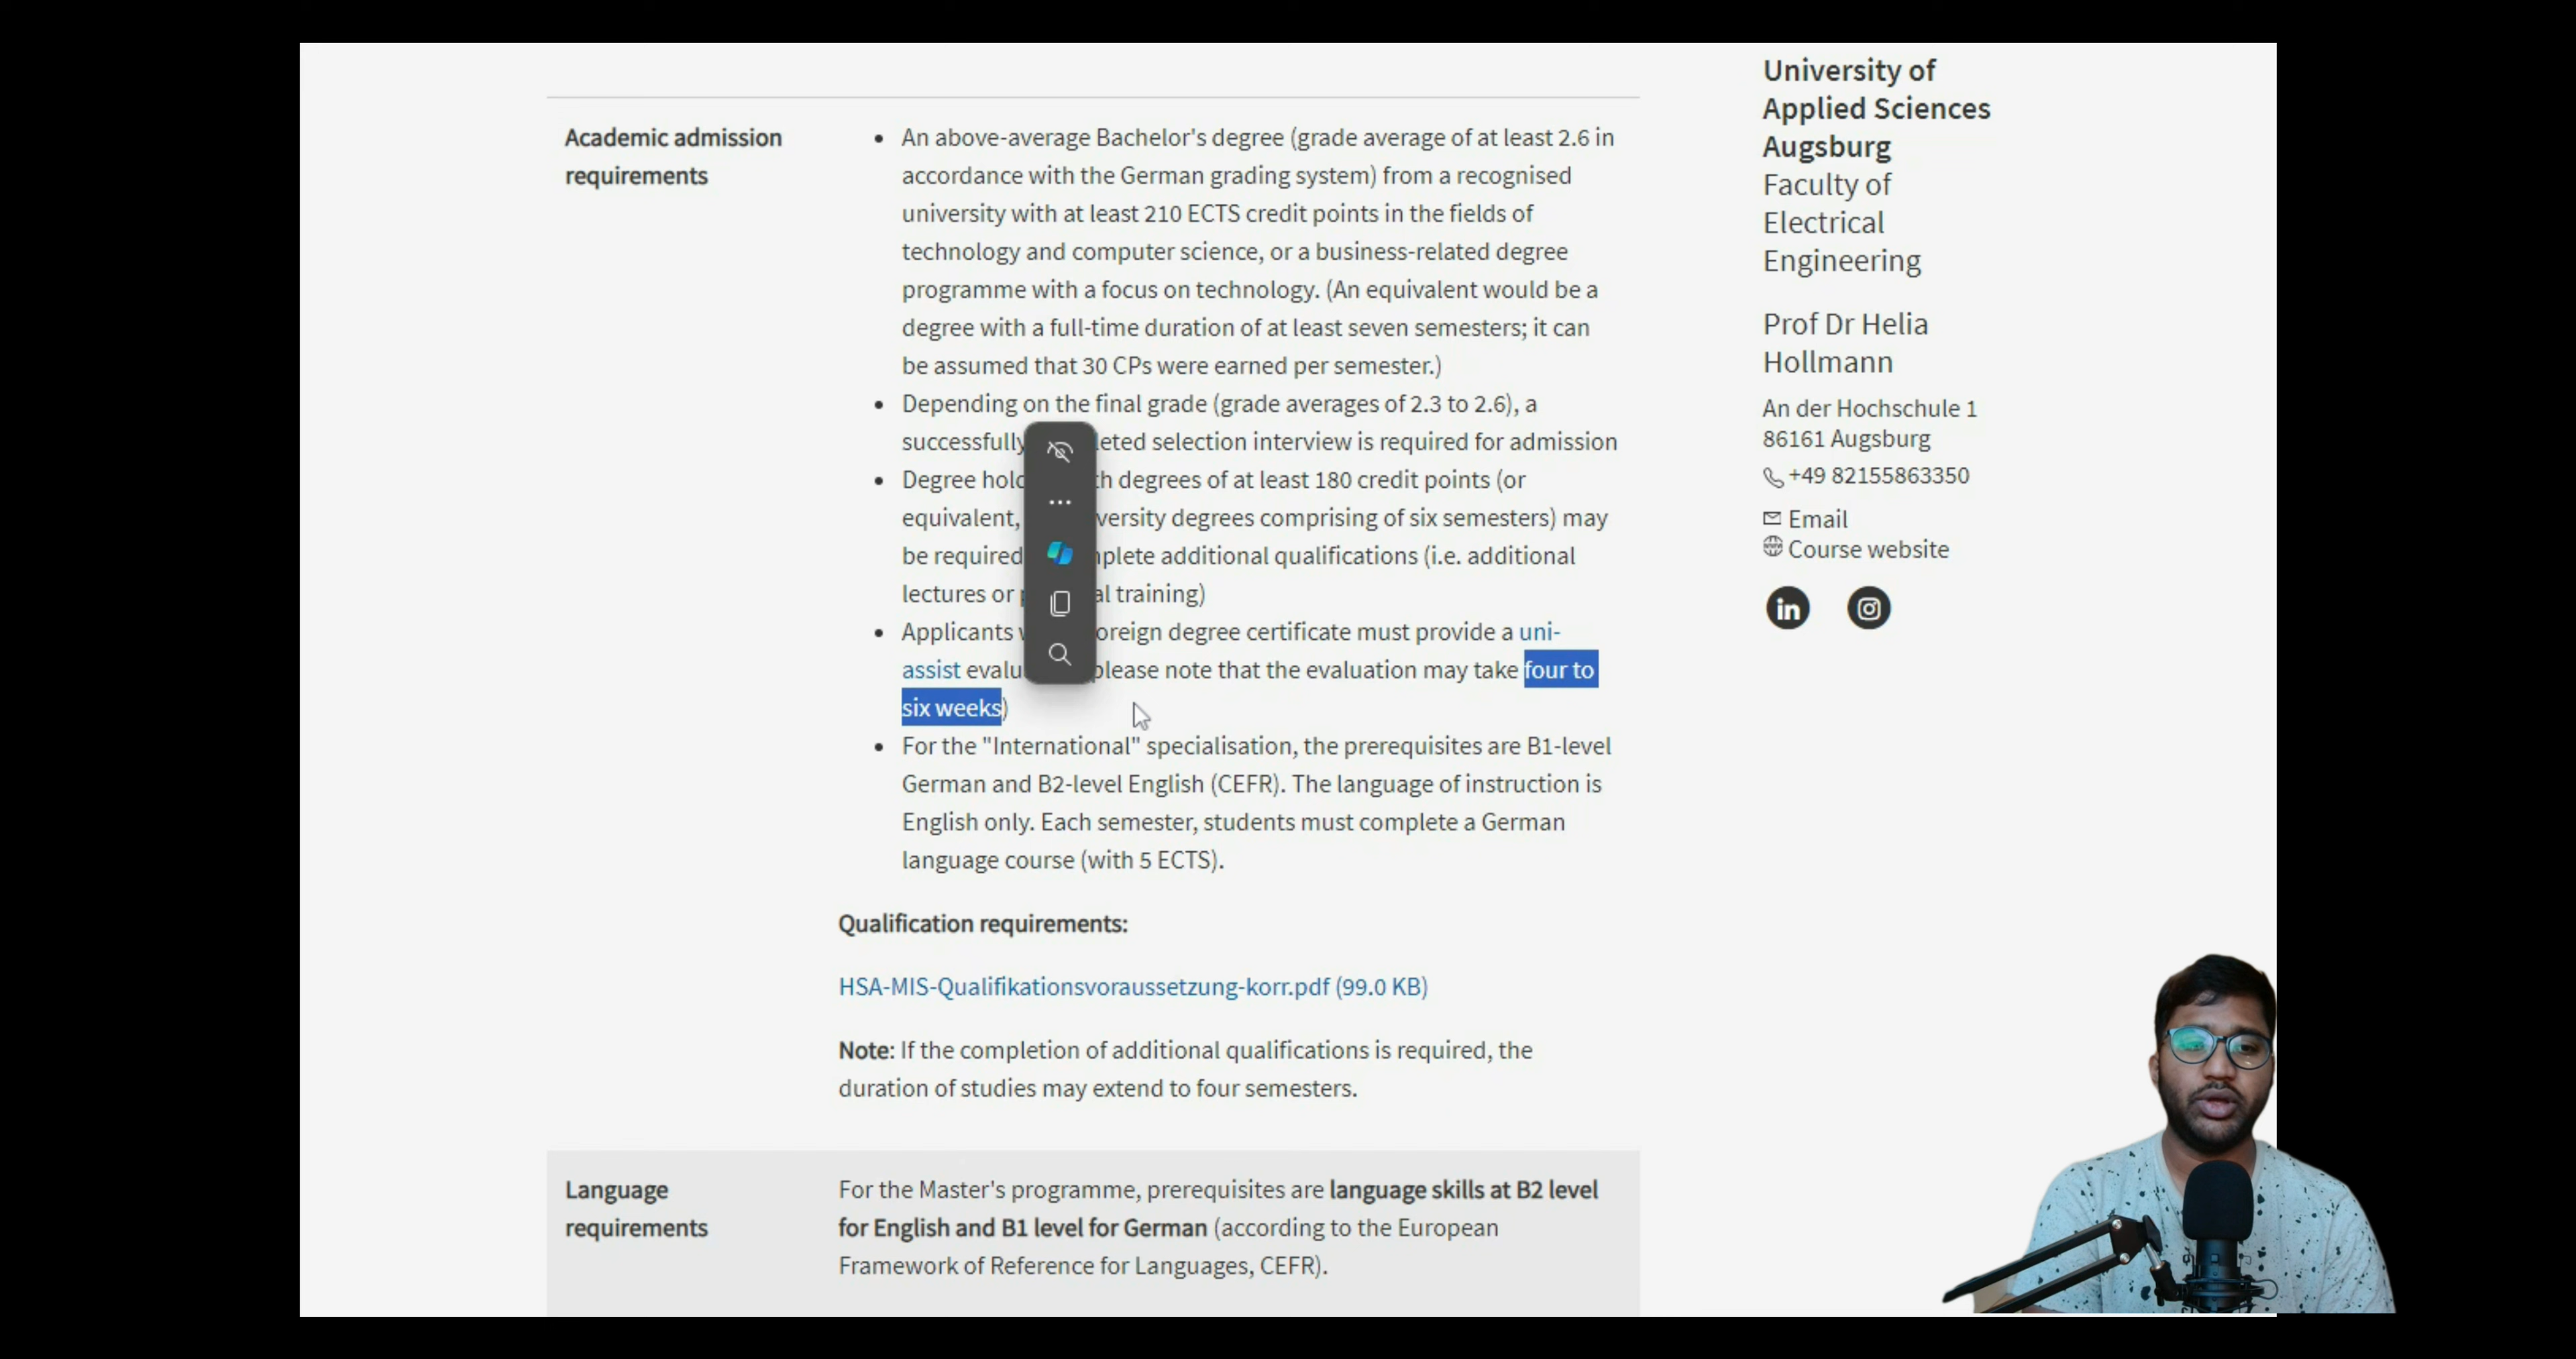 Academic admission
requirements
• An above-average Bachelor's degree (grade average of at least 2.6 in
accordance with the German grading system) from a recognised
university with at least 210 ECTS credit points in the fields of
technology and computer science, or a business-related degree
programme with a focus on technology. (An equivalent would be a
degree with a full-time duration of at least seven semesters; it can
be assumed that 30 CPs were earned per semester.)
• Depending on the final grade (grade averages of 2.3 to 2.6), a
successfully eted selection interview is required for admission
• Degree hold th degrees of at least 180 credit points (or
equivalent, versity degrees comprising of six semesters) may
be required mplete additional qualifications (i.e. additional
lectures or al training)
• Applicants oreign degree certificate must provide a uni-
assist evalu please note that the evaluation may take four to
six weeks)
• For the "International" specialisation, the prerequisites are B1-level
German and B2-level English (CEFR). The language of instruction is
English only. Each semester, students must complete a German
language course (with 5 ECTS).
Qualification requirements:
HSA-MIS-Qualifikationsvoraussetzung-korr.pdf (99.0 KB)
Note: If the completion of additional qualifications is required, the
duration of studies may extend to four semesters.
Language
requirements
For the Master's programme, prerequisites are language skills at B2 level
for English and B1 level for German (according to the European
Framework of Reference for Languages, CEFR).
University of
Applied Sciences
Augsburg
Faculty of
Electrical
Engineering
Prof Dr Helia
Hollmann
An der Hochschule 1
86161 Augsburg
+49 82155863350
Email
Course website
in